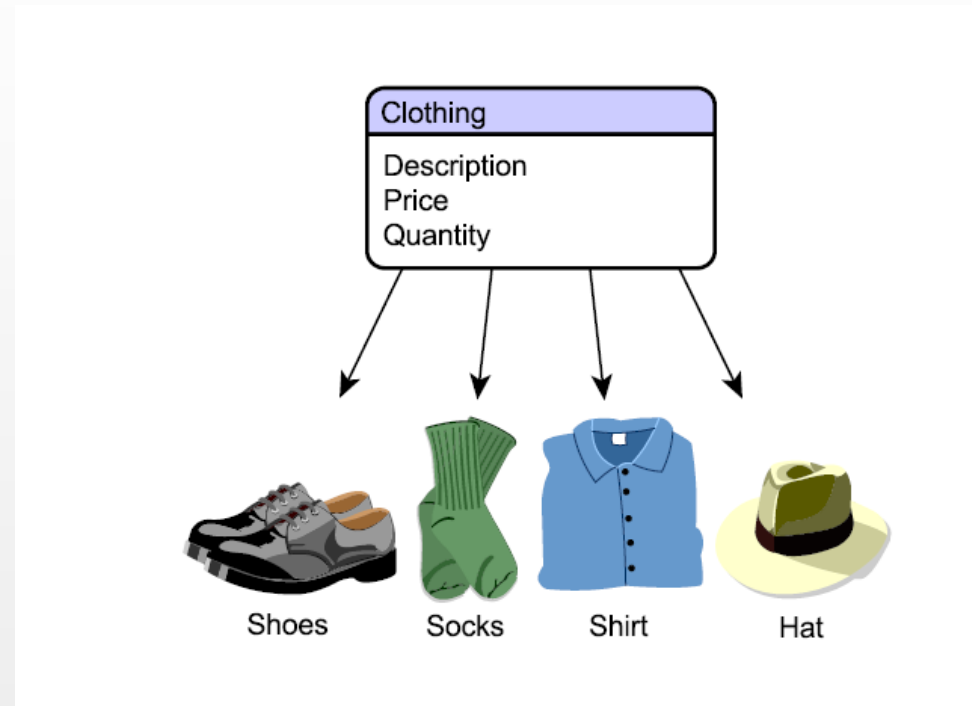 Clothing
Description
Price
Quantity
Shoes
Socks
Shirt
Hat